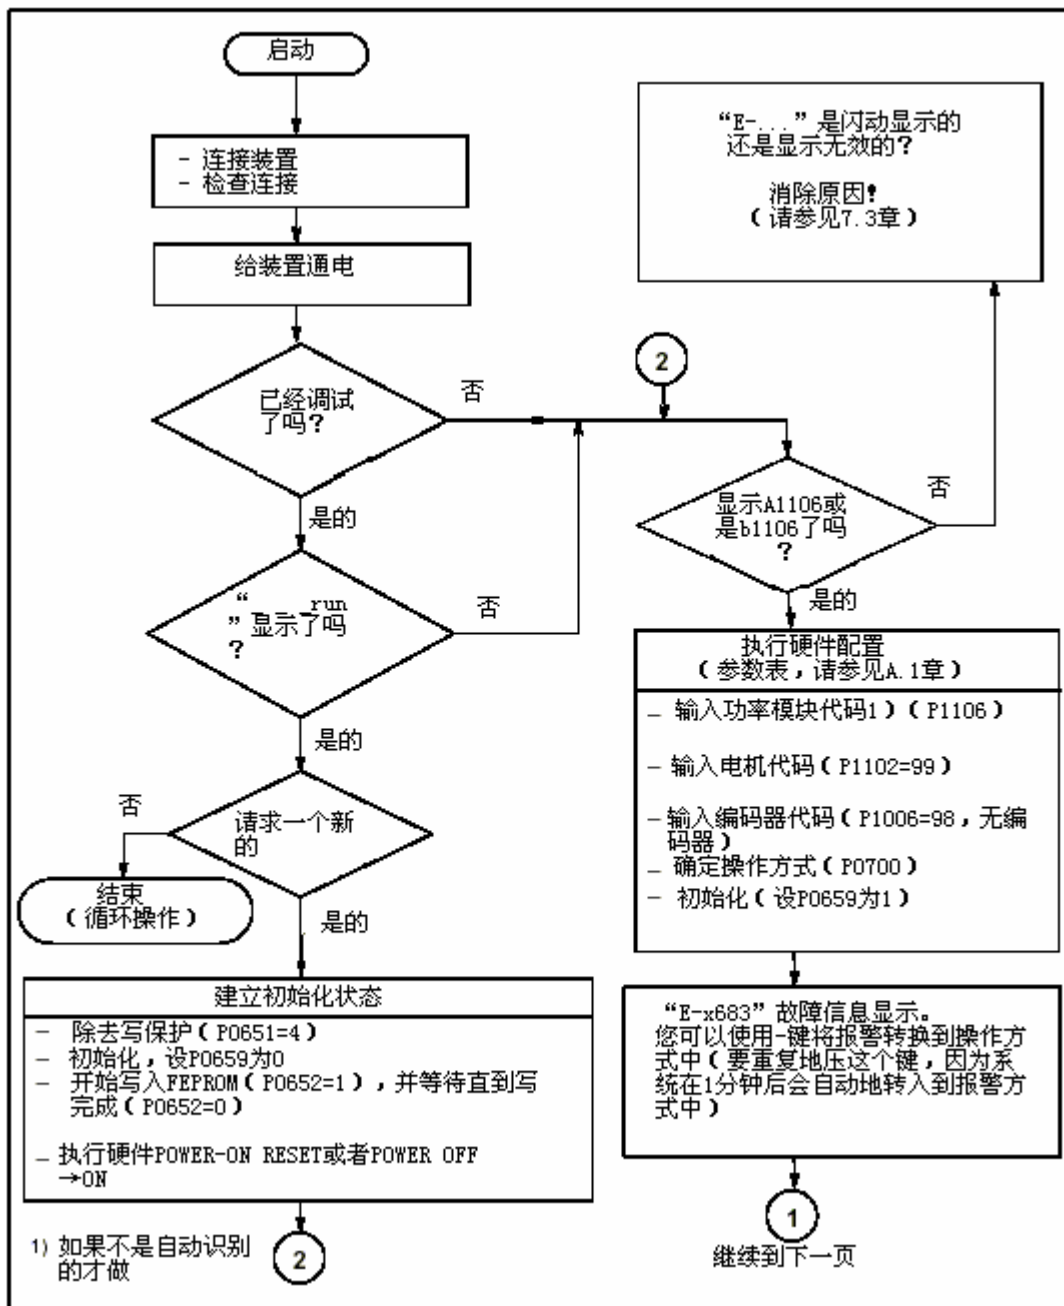 启动
- 连接装置
- 检查连接
给装置通电
已经调试
了吗?
否
是的
“_ _ _run
”显示了吗
?
否
是的
请求一个新
的
否
结束
(循环操作)
是的
建立初始化状态
- 除去写保护(P0651=4)
- 初始化,设P0659为0
- 开始写入FEPROM(P0652=1),并等待直到写
完成(P0652=0)
- 执行硬件POWER-ON RESET或者POWER OFF
→ON
2
1) 如果不是自动识别
的才做
“E-...”是闪动显示的
还是显示无效的?
消除原因!
(请参见7.3章)
2
显示A1106或
是b1106了吗
?
否
是的
执行硬件配置
(参数表,请参见A.1章)
- 输入功率模块代码1)(P1106)
- 输入电机代码(P1102=99)
- 输入编码器代码(P1006=98,无编
码器)
- 确定操作方式(P0700)
- 初始化(设P0659为1)
“E-x683”故障信息显示。
您可以使用-键将报警转换到操作方
式中(要重复地压这个键,因为系
统在1分钟后会自动地转入到报警方
式中)
1
继续到下一页